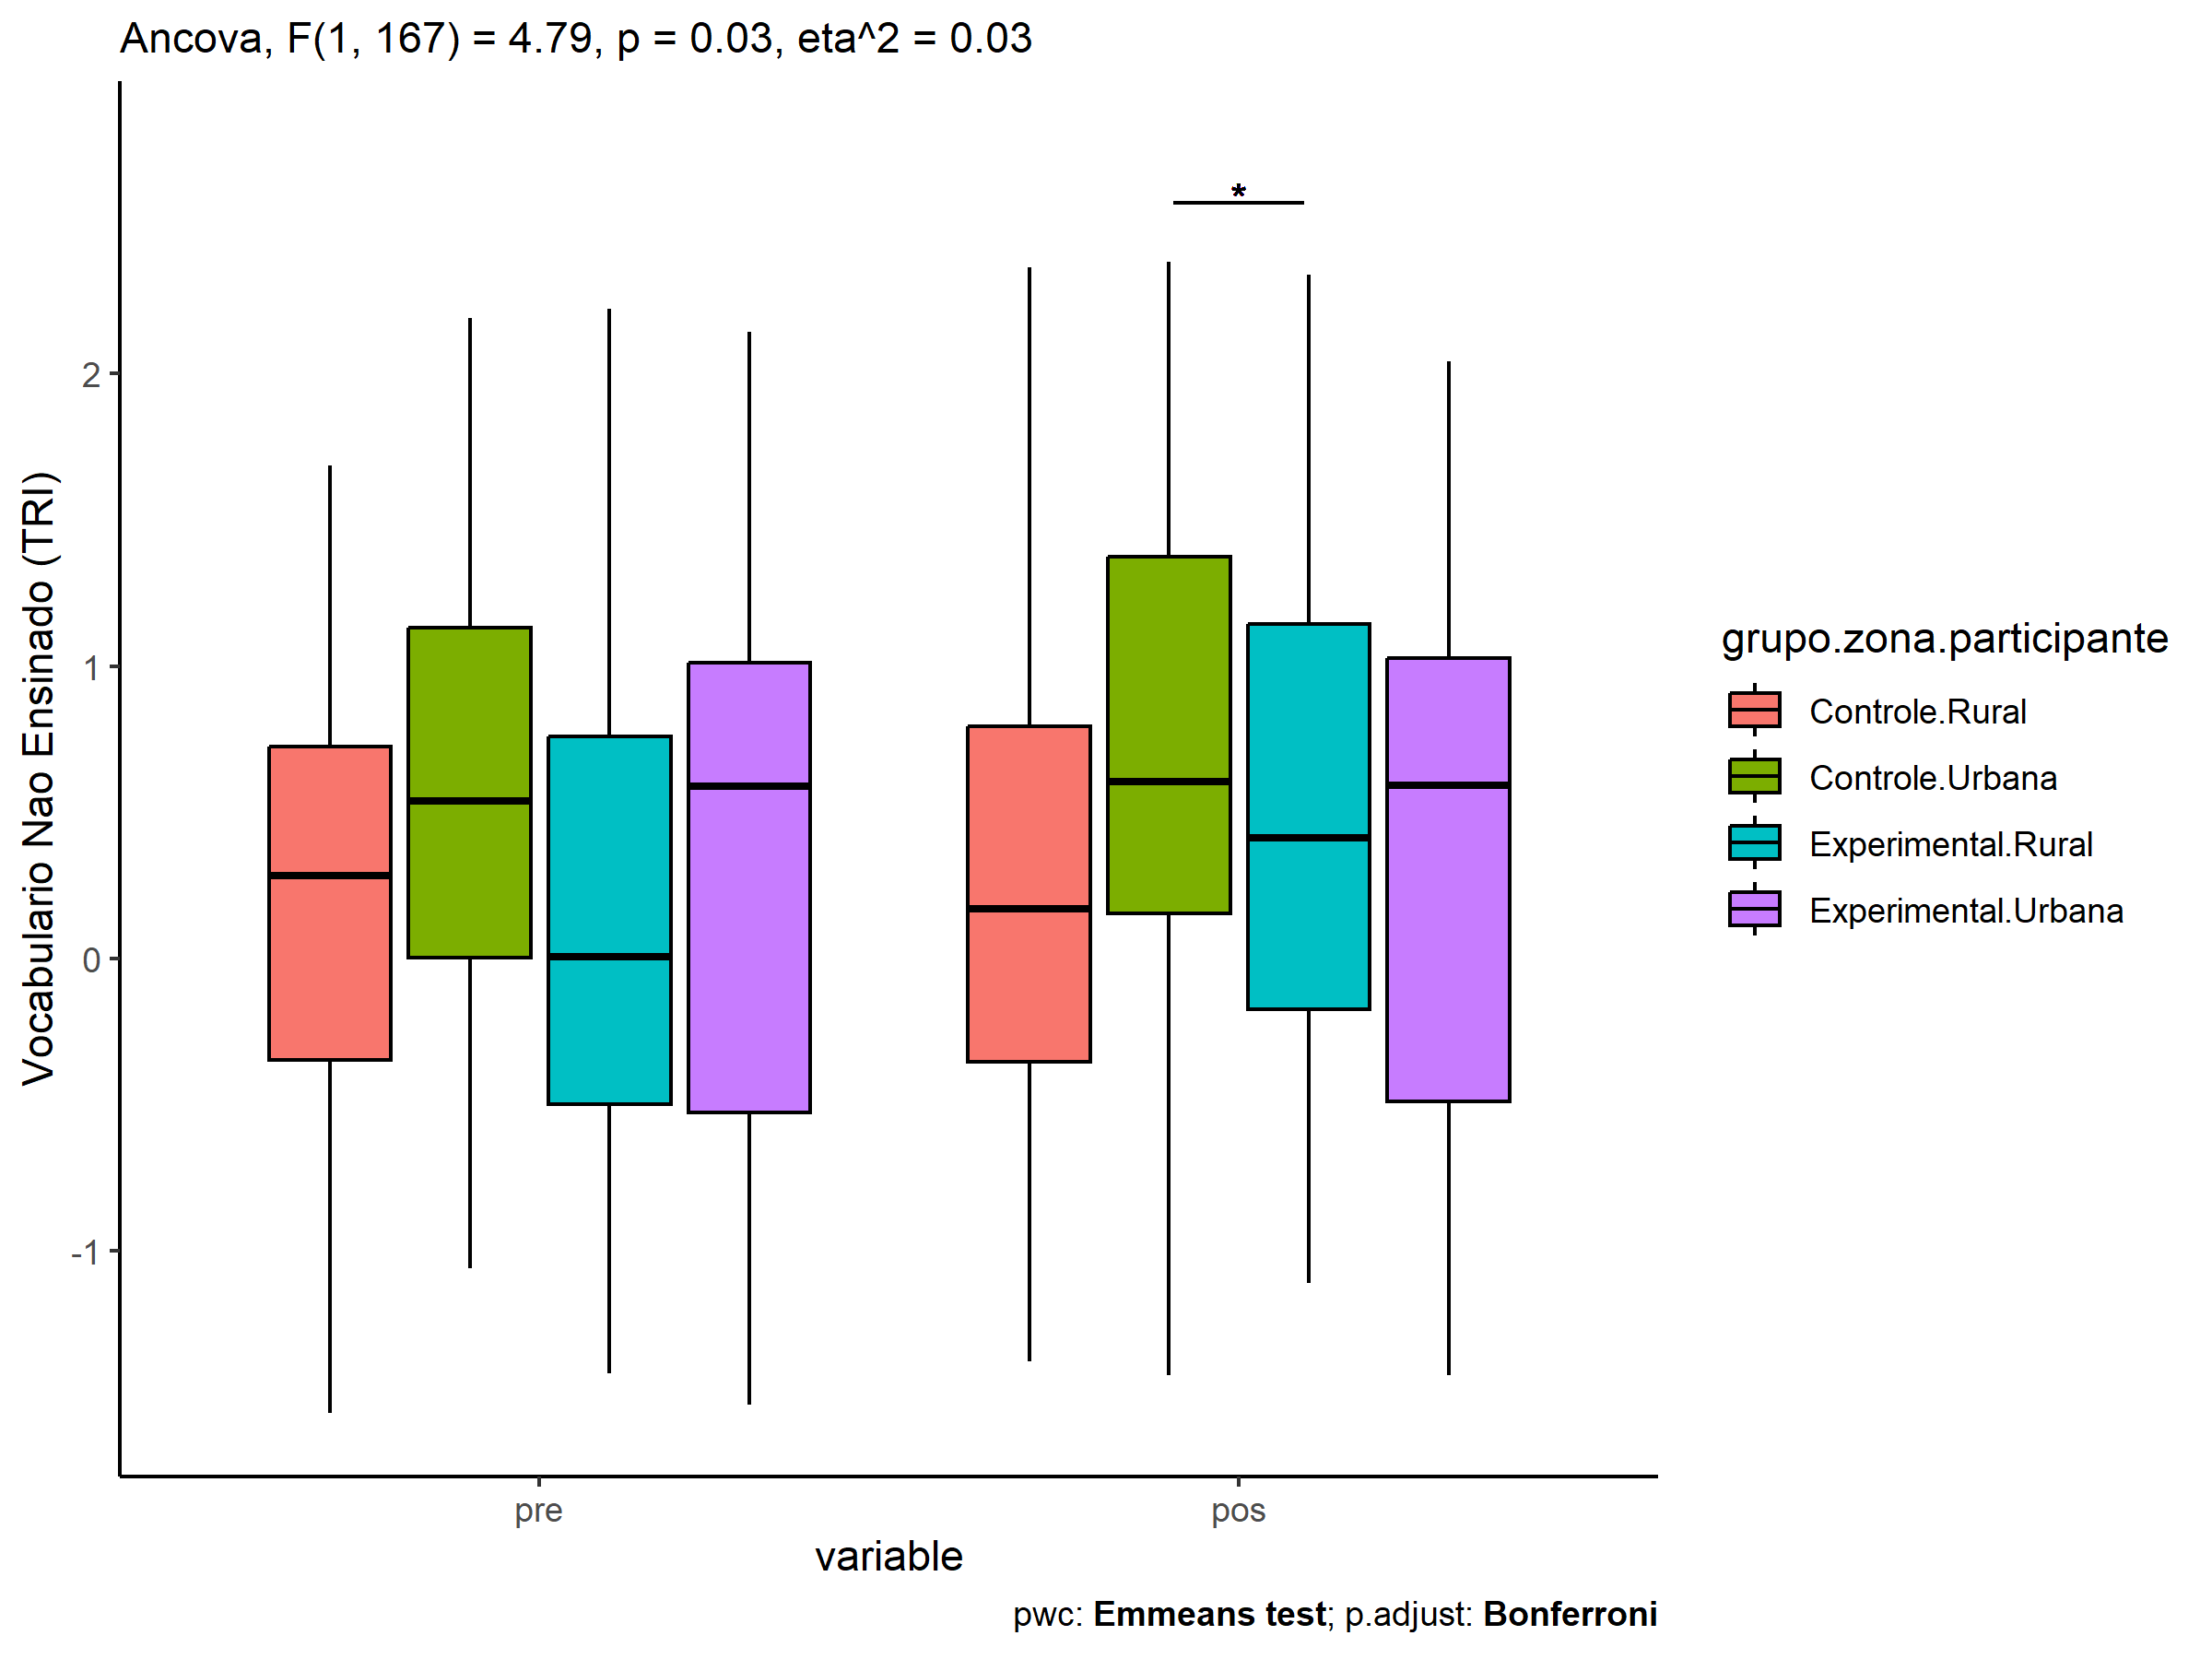 Ancova, F(1, 167) = 4.79, p = 0.03, eta^2 = 0.03
*
2
1
0
-1
Vocabulario Nao Ensinado (TRI)
pre
pos
variable
pwc: Emmeans test; p.adjust: Bonferroni
grupo.zona.participante
Controle.Rural
Controle.Urbana
Experimental.Rural
Experimental.Urbana